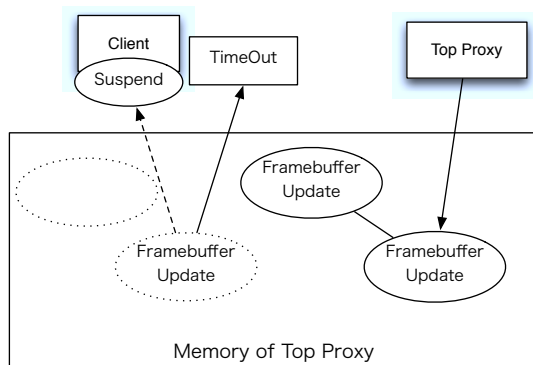 Client
Suspend
TimeOut
Top Proxy
Framebuffer
Update
Framebuffer
Update
Framebuffer
Update
Memory of Top Proxy